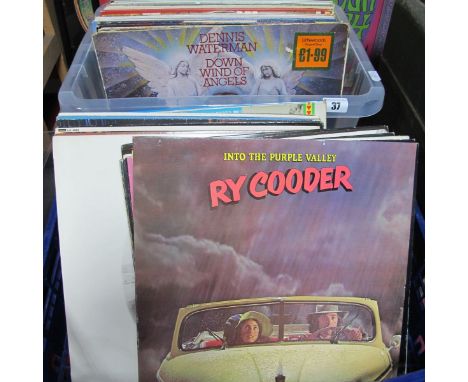 DENNIS
WATERMAN
DOWN
WIND OF
ANGELS
£1·99
37
INTO THE PURPLE VALLEY
RY COODER